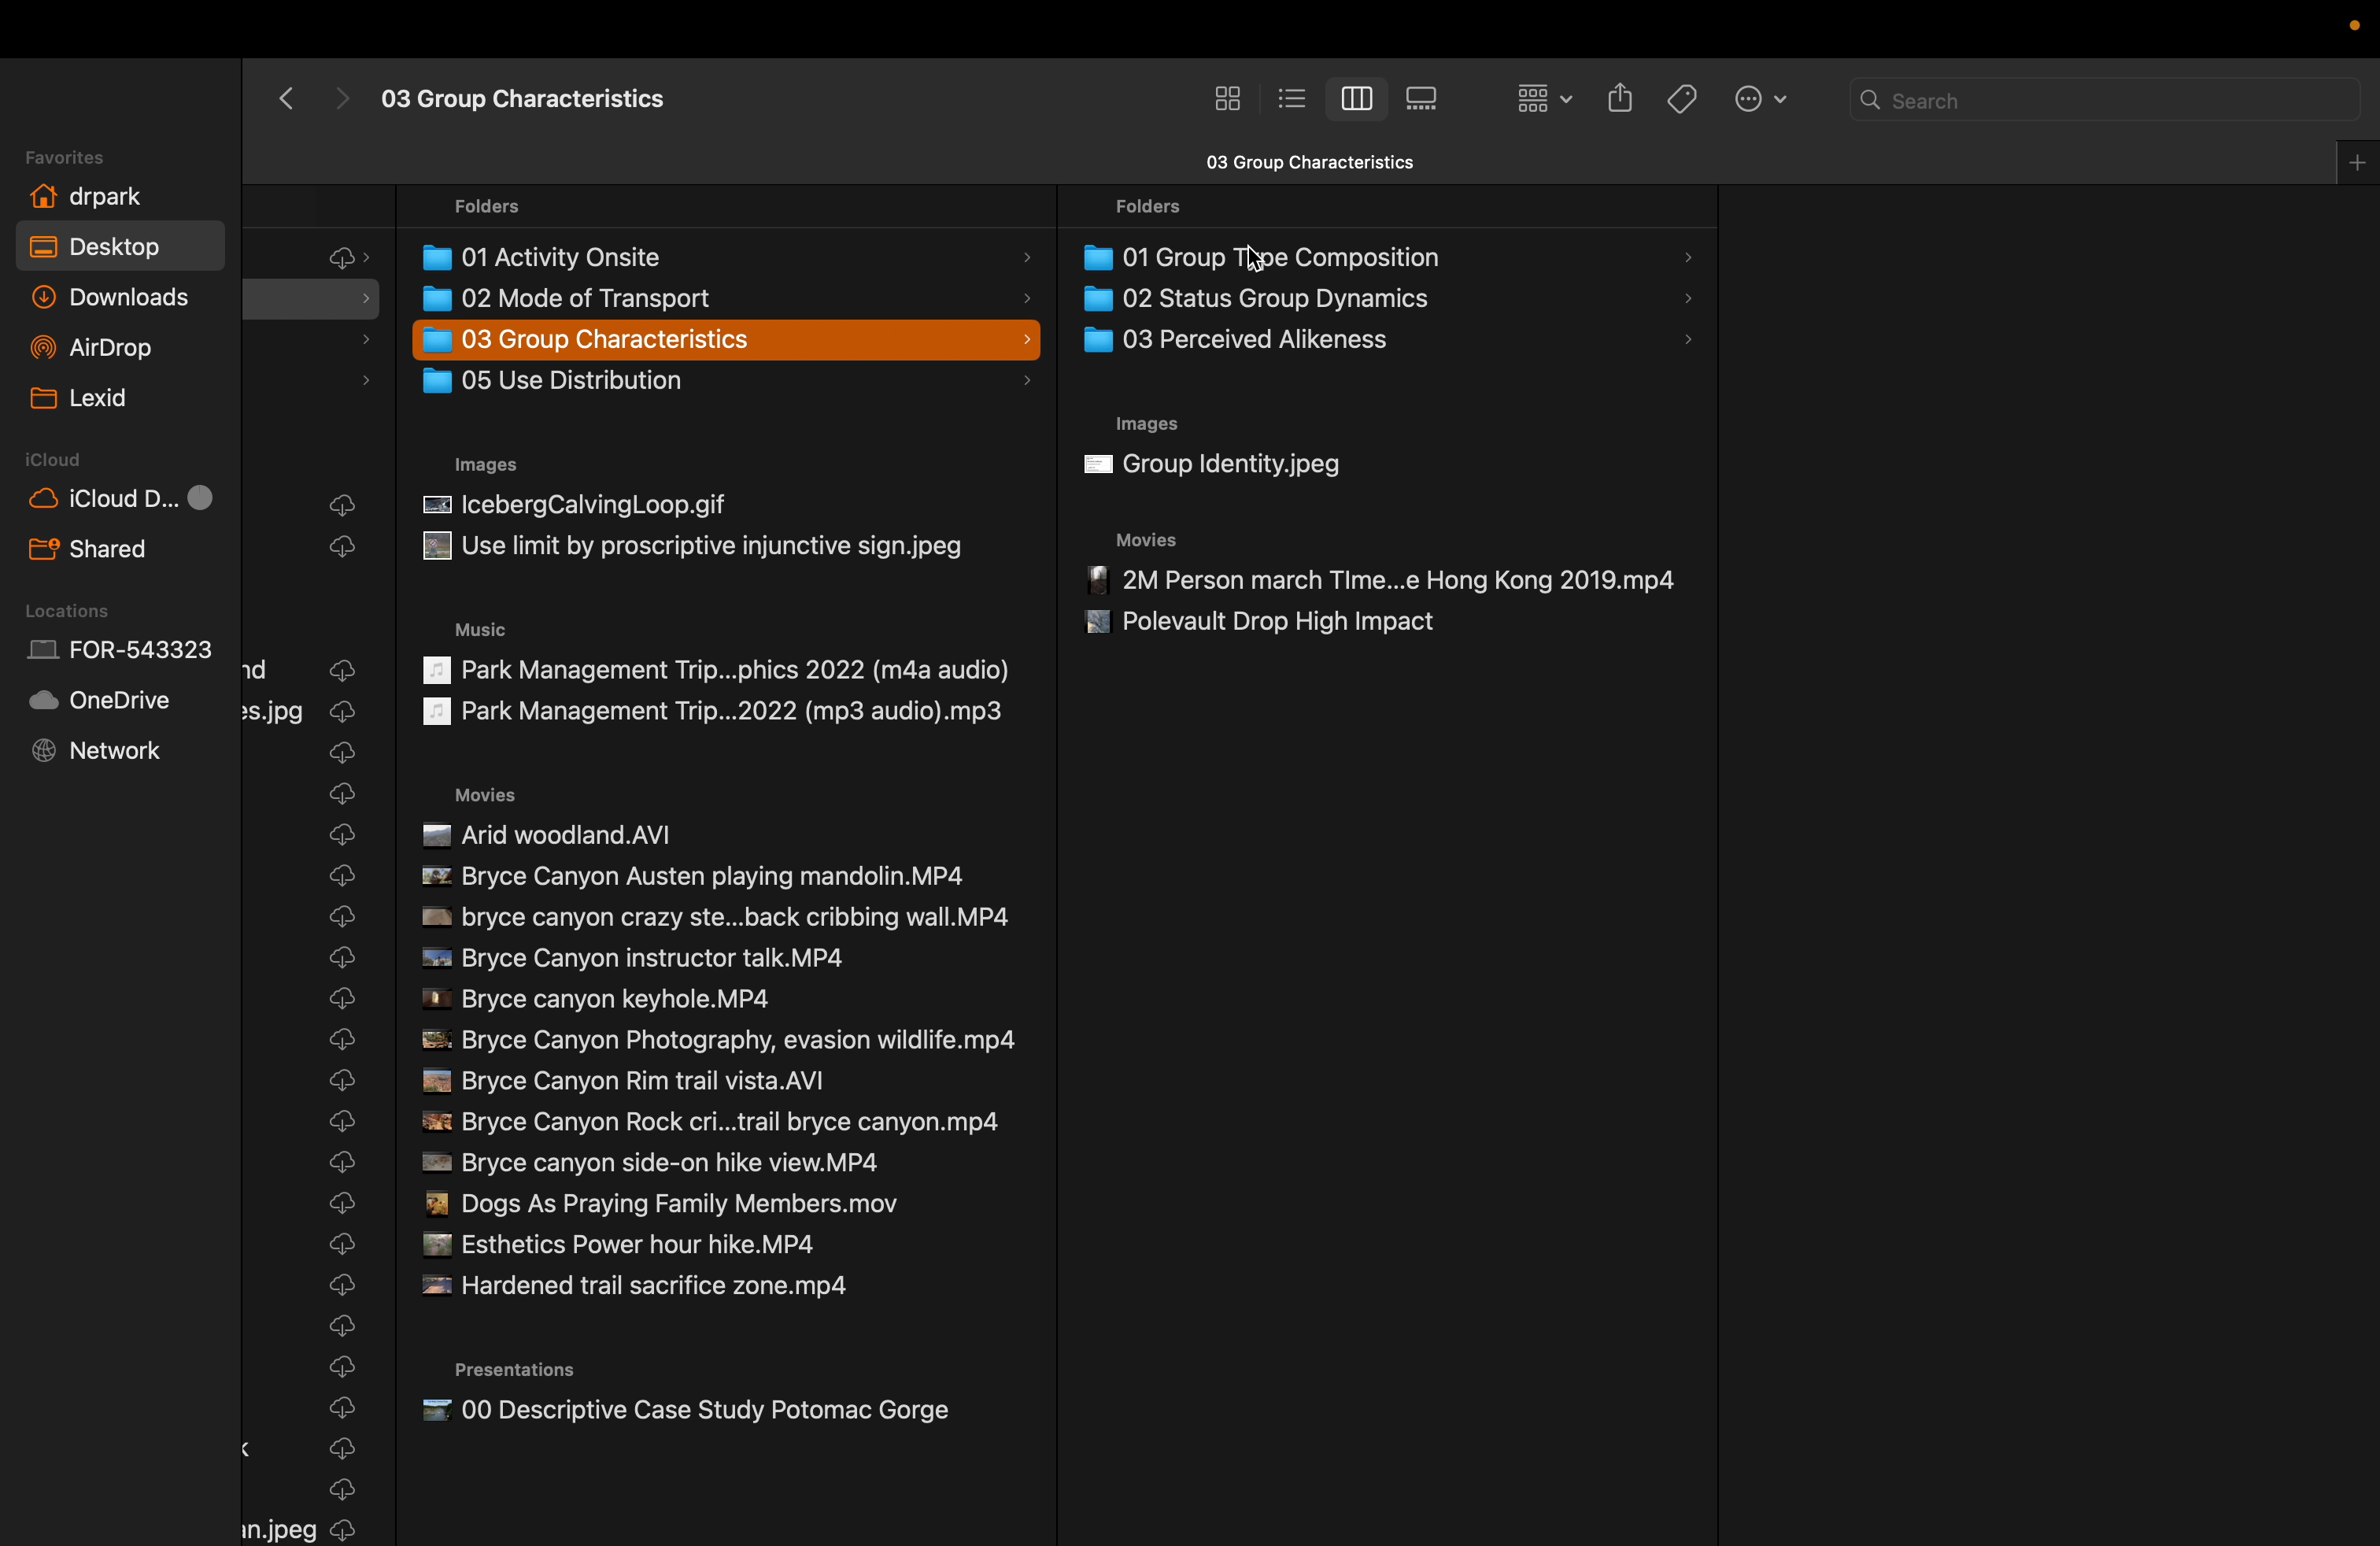 03 Group Characteristics
Search
03 Group Characteristics
Favorites
drpark
Desktop
Downloads
AirDrop
Lexid
iCloud
iCloud D...
Shared
Locations
FOR-543323
OneDrive
Network
nd
es.jpg
k
an.jpeg
Folders
01 Activity Onsite
02 Mode of Transport
03 Group Characteristics
05 Use Distribution
Images
IcebergCalvingLoop.gif
Use limit by proscriptive injunctive sign.jpeg
Music
Park Management Trip...phics 2022 (m4a audio)
Park Management Trip...2022 (mp3 audio).mp3
Movies
Arid woodland.AVI
Bryce Canyon Austen playing mandolin.MP4
bryce canyon crazy ste...back cribbing wall.MP4
Bryce Canyon instructor talk.MP4
Bryce canyon keyhole.MP4
Bryce Canyon Photography, evasion wildlife.mp4
Bryce Canyon Rim trail vista.AVI
Bryce Canyon Rock cri...trail bryce canyon.mp4
Bryce canyon side-on hike view.MP4
Dogs As Praying Family Members.mov
Esthetics Power hour hike.MP4
Hardened trail sacrifice zone.mp4
Presentations
00 Descriptive Case Study Potomac Gorge
Folders
01 Group Type Composition
02 Status Group Dynamics
03 Perceived Alikeness
Images
Group Identity.jpeg
Movies
2M Person march TIme...e Hong Kong 2019.mp4
Polevault Drop High Impact